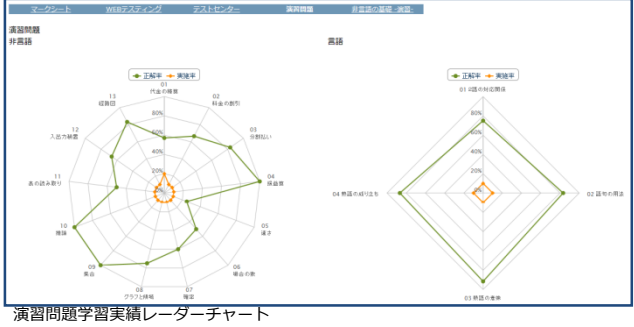 マークシート WEBテスティング テストセンター 演習問題 非言語の基礎 -演習-
演習問題
非言語 言語
正解率 実施率
01
代金の精算
02
料金の割引
03
分割払い
04
損益算
05
速さ
06
場合の数
07
確定
08
グラフと領域
09
集合
10
推論
11
表の読み取り
12
入出力装置
13
経路図
80%
60%
40%
20%
0%
正解率 実施率
01 2語の対応関係
02 語句の用法
03 熟語の意味
04 熟語の成り立ち
80%
60%
40%
20%
0%
演習問題学習実績レーダーチャート